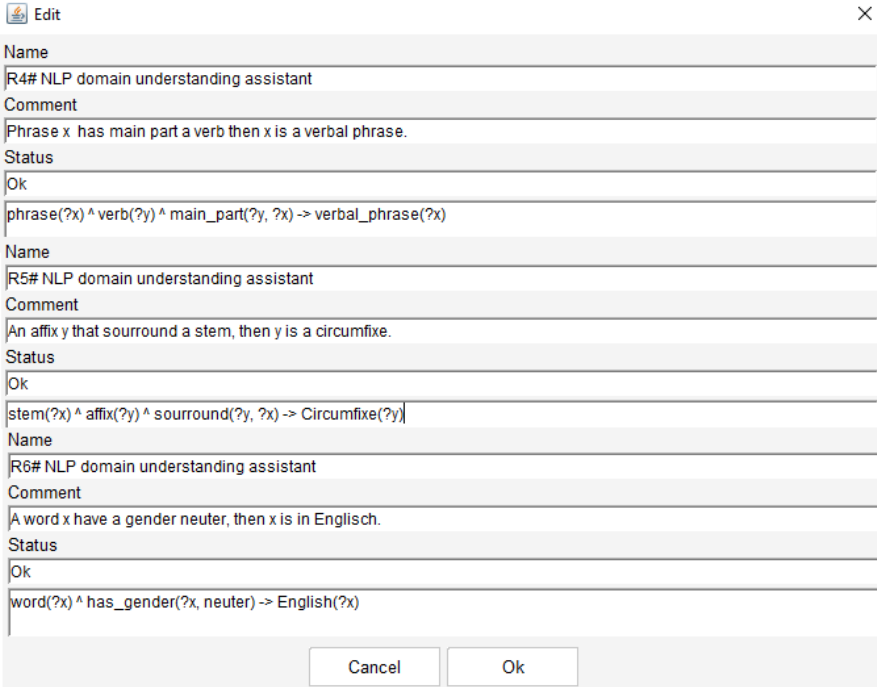 Edit
Name
R4# NLP domain understanding assistant
Comment
Phrase x  has main part a verb then x is a verbal phrase.
Status
Ok
phrase(?x) ^ verb(?y) ^ main_part(?y, ?x) -> verbal_phrase(?x)
Name
R5# NLP domain understanding assistant
Comment
An affix y that sourround a stem, then y is a circumfixe.
Status
Ok
stem(?x) ^ affix(?y) ^ sourround(?y, ?x) -> Circumfixe(?y)
Name
R6# NLP domain understanding assistant
Comment
A word x have a gender neuter, then x is in Englisch.
Status
Ok
word(?x) ^ has_gender(?x, neuter) -> English(?x)
Cancel Ok